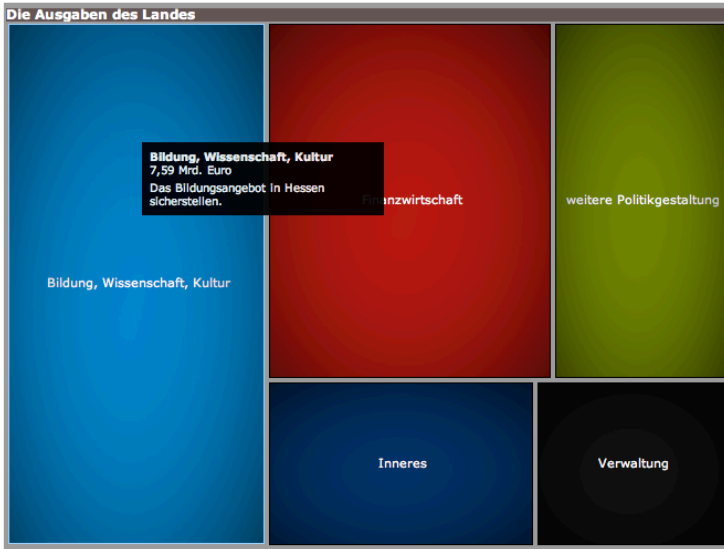 Die Ausgaben des Landes
Bildung, Wissenschaft, Kultur
7,59 Mrd. Euro
Das Bildungsangebot in Hessen
sicherstellen.
Finanzwirtschaft
weitere Politikgestaltung
Bildung, Wissenschaft, Kultur
Inneres
Verwaltung